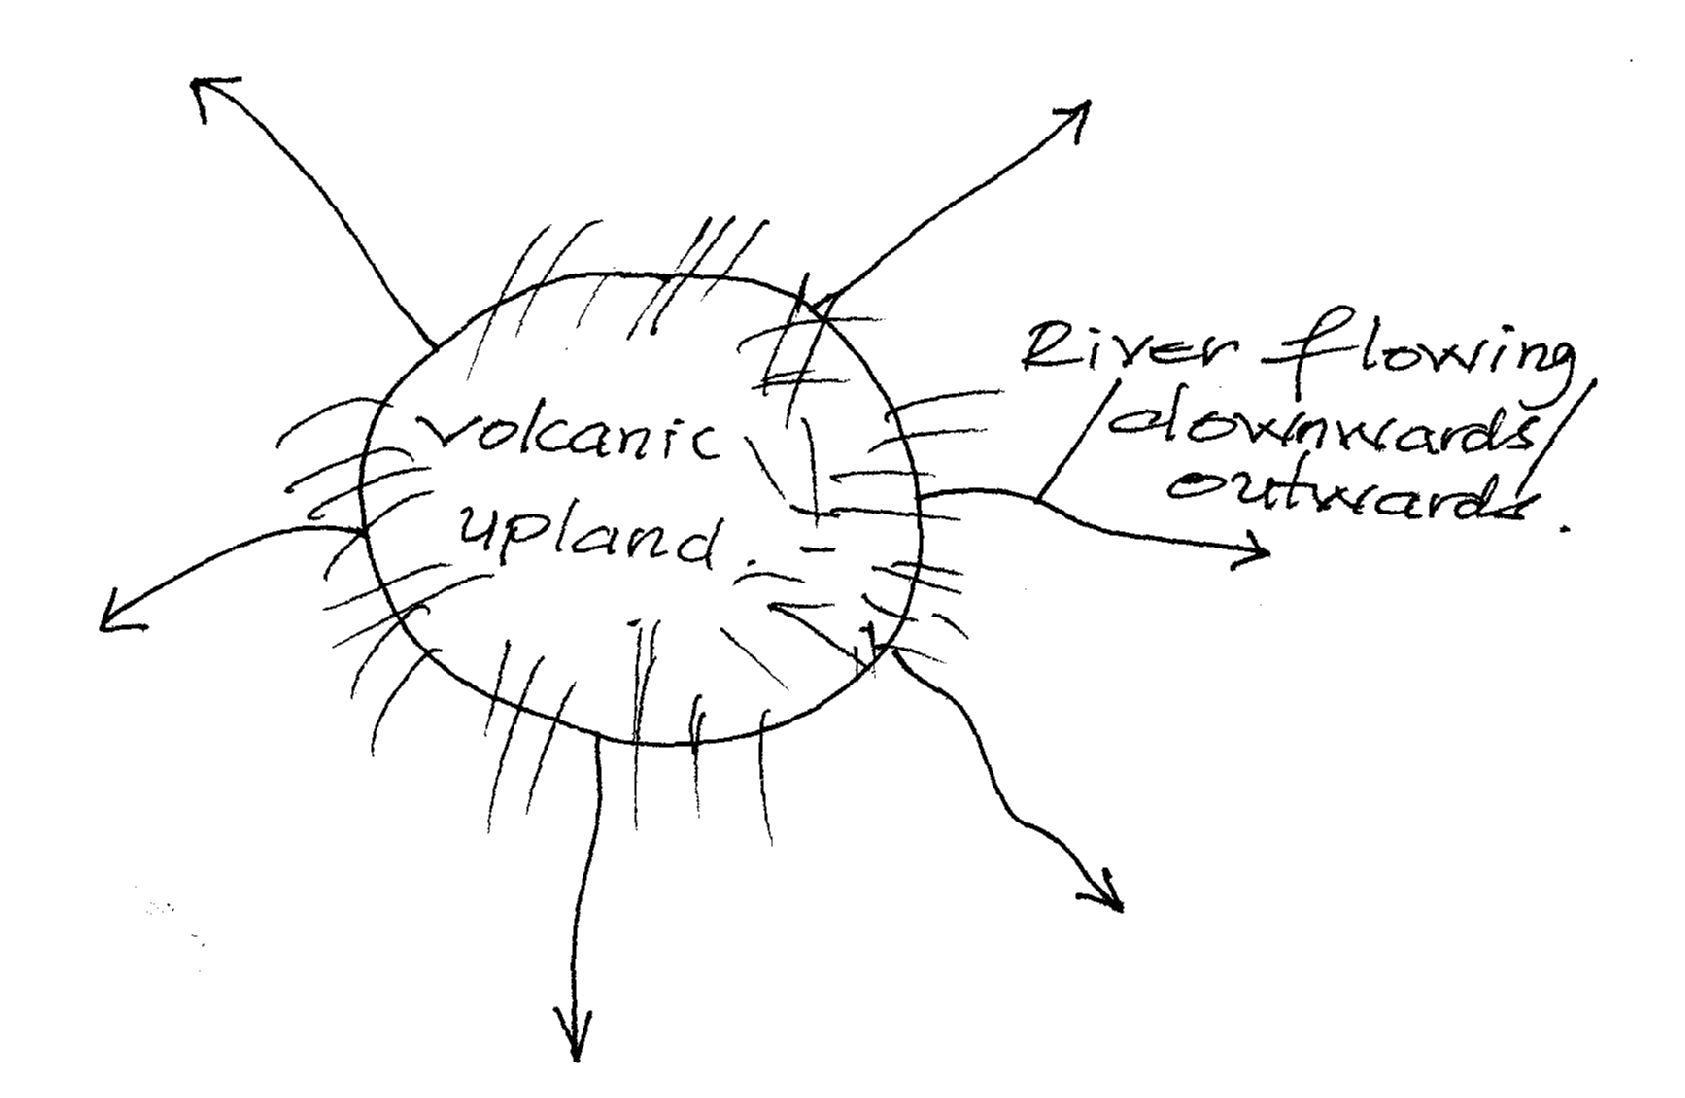 River flowing
downwards/
outwards.
volcanic
upland.